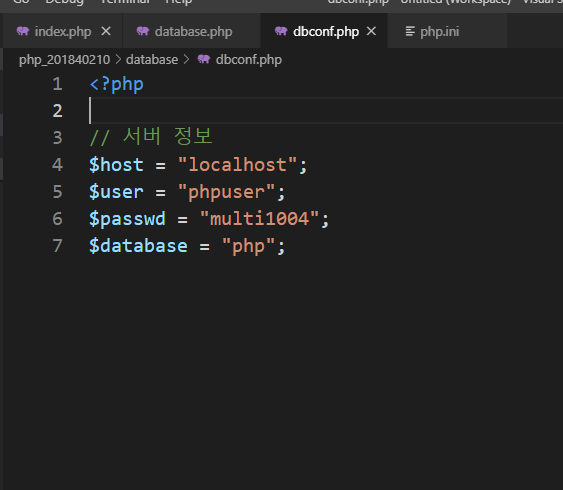 Go Debug Terminal Help dbconf.php - Untitled (Workspace) - Visual S
index.php database.php dbconf.php php.ini
php_201840210 > database > dbconf.php
1 <?php
2
3 // 서버 정보
4 $host = "localhost";
5 $user = "phpuser";
6 $passwd = "multi1004";
7 $database = "php";